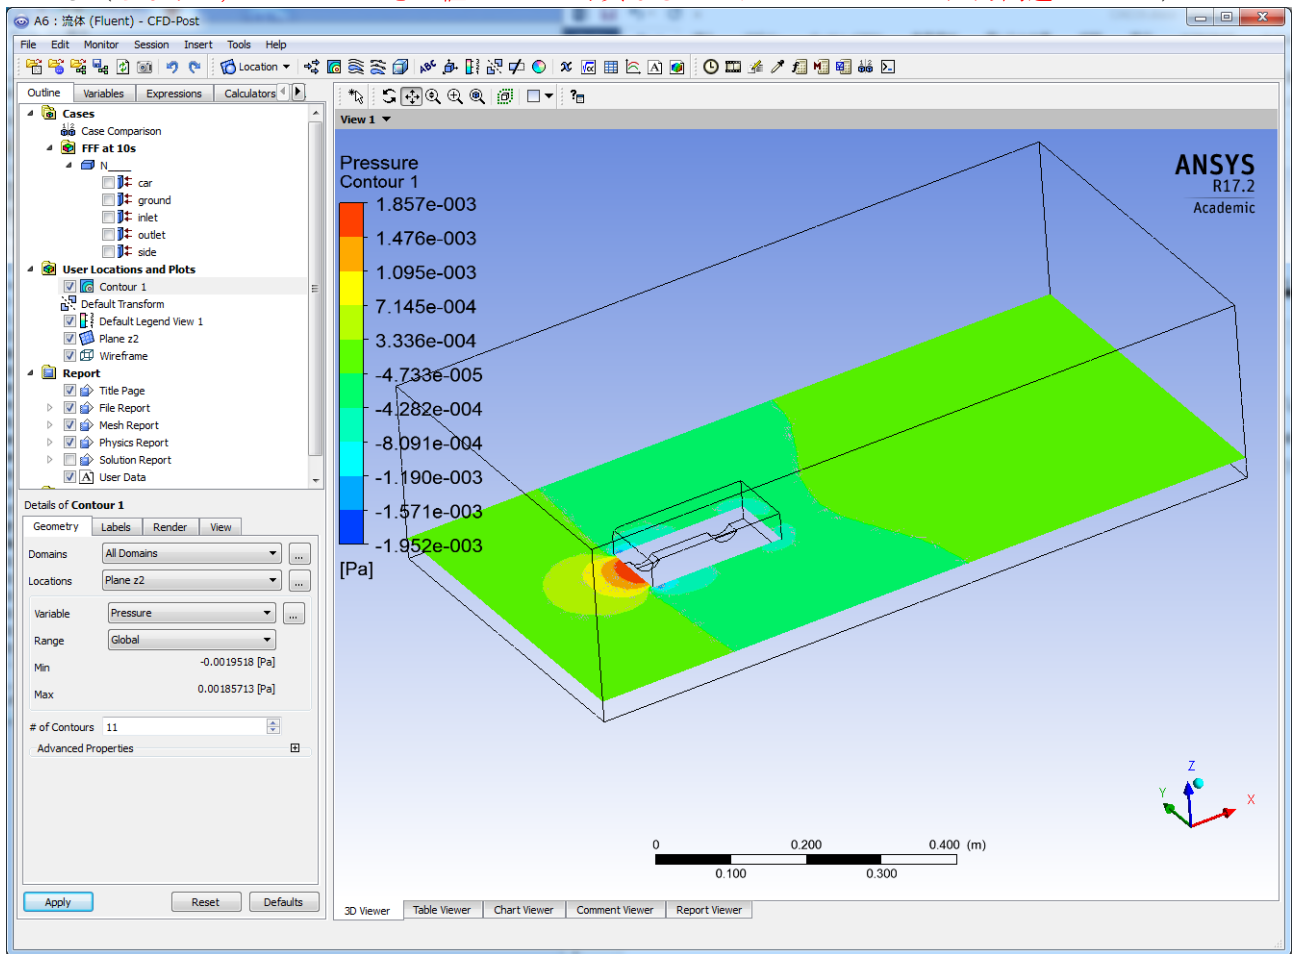 A6 : 流体 (Fluent) - CFD-Post
File Edit Monitor Session Insert Tools Help
Location
Outline Variables Expressions Calculators
Cases
Case Comparison
FFF at 10s
N____
car
ground
inlet
outlet
side
User Locations and Plots
Contour 1
Default Transform
Default Legend View 1
Plane z2
Wireframe
Report
Title Page
File Report
Mesh Report
Physics Report
Solution Report
User Data
Details of Contour 1
Geometry Labels Render View
Domains All Domains ...
Locations Plane z2 ...
Variable Pressure ...
Range Global
Min -0.0019518 [Pa]
Max 0.00185713 [Pa]
# of Contours 11
Advanced Properties
Apply Reset Defaults
View 1
Pressure
Contour 1
1.857e-003
1.476e-003
1.095e-003
7.145e-004
3.336e-004
-4.733e-005
-4.282e-004
-8.091e-004
-1.190e-003
-1.571e-003
-1.952e-003
[Pa]
ANSYS
R17.2
Academic
Z
Y
X
0 0.200 0.400 (m)
0.100 0.300
3D Viewer Table Viewer Chart Viewer Comment Viewer Report Viewer